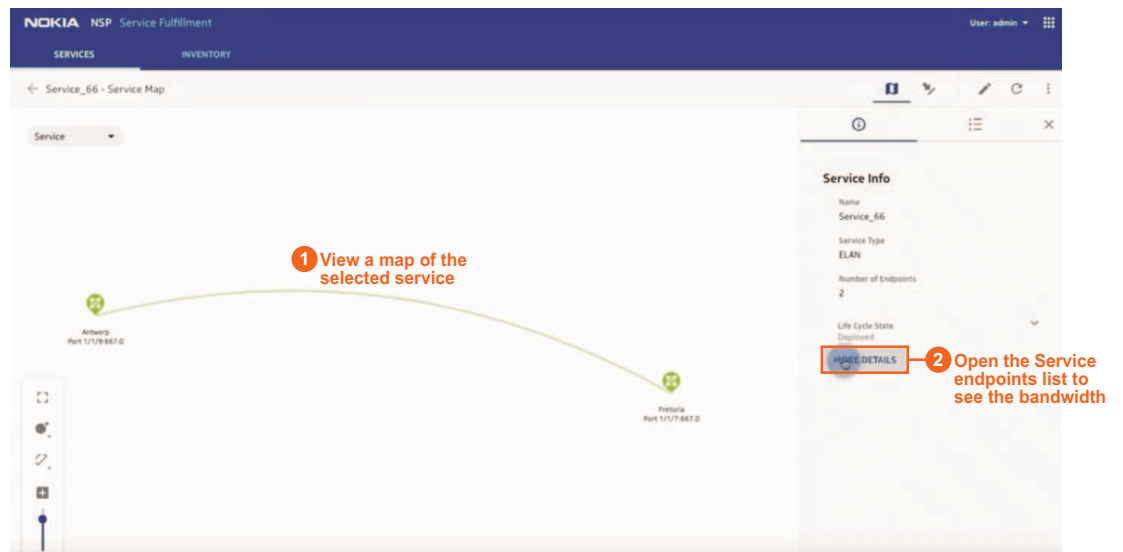 NOKIA NSP Service Fulfillment
User: admin
SERVICES INVENTORY
Service_66 - Service Map
Service
Service Info
Name
Service_66
Service Type
ELAN
Number of Endpoints
2
Life Cycle State
Deployed
MORE DETAILS
1 View a map of the
selected service
2 Open the Service
endpoints list to
see the bandwidth
Antwerp
Port 1/1/9:667.0
Pretoria
Port 1/1/7:667.0